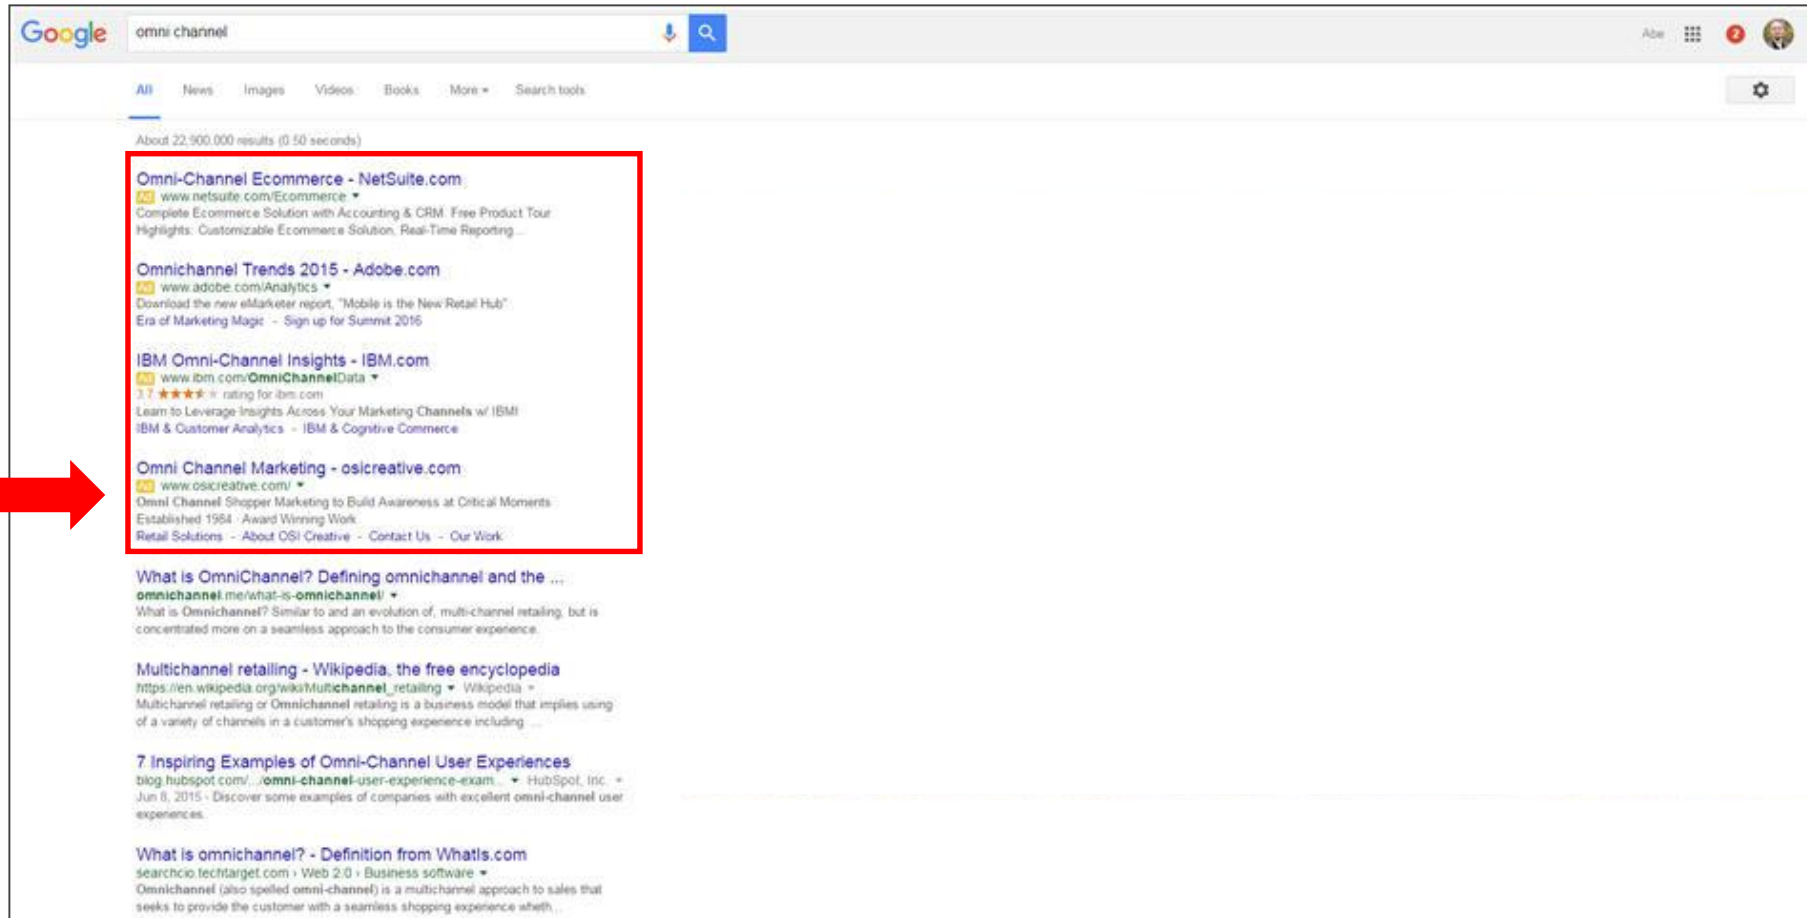 Google
omni channel
Abe
2
All News Images Videos Books More Search tools
About 22,900,000 results (0.50 seconds)
Omni-Channel Ecommerce - NetSuite.com
Ad www.netsuite.com/Ecommerce
Complete Ecommerce Solution with Accounting & CRM. Free Product Tour
Highlights: Customizable Ecommerce Solution, Real-Time Reporting...
Omnichannel Trends 2015 - Adobe.com
Ad www.adobe.com/Analytics
Download the new eMarketer report, "Mobile is the New Retail Hub"
Era of Marketing Magic - Sign up for Summit 2016
IBM Omni-Channel Insights - IBM.com
Ad www.ibm.com/OmniChannelData
3.7 ★★★★★ rating for ibm.com
Learn to Leverage Insights Across Your Marketing Channels w/ IBM!
IBM & Customer Analytics - IBM & Cognitive Commerce
Omni Channel Marketing - osicreative.com
Ad www.osicreative.com/
Omni Channel Shopper Marketing to Build Awareness at Critical Moments
Established 1984 · Award Winning Work
Retail Solutions - About OSI Creative - Contact Us - Our Work
What is OmniChannel? Defining omnichannel and the ...
omnichannel.me/what-is-omnichannel/
What is Omnichannel? Similar to and an evolution of, multi-channel retailing, but is
concentrated more on a seamless approach to the consumer experience.
Multichannel retailing - Wikipedia, the free encyclopedia
https://en.wikipedia.org/wiki/Multichannel_retailing Wikipedia
Multichannel retailing or Omnichannel retailing is a business model that implies using
of a variety of channels in a customer's shopping experience including ...
7 Inspiring Examples of Omni-Channel User Experiences
blog.hubspot.com/.../omni-channel-user-experience-exam... HubSpot, Inc.
Jun 8, 2015 - Discover some examples of companies with excellent omni-channel user
experiences.
What is omnichannel? - Definition from WhatIs.com
searchcio.techtarget.com › Web 2.0 › Business software
Omnichannel (also spelled omni-channel) is a multichannel approach to sales that
seeks to provide the customer with a seamless shopping experience wheth...